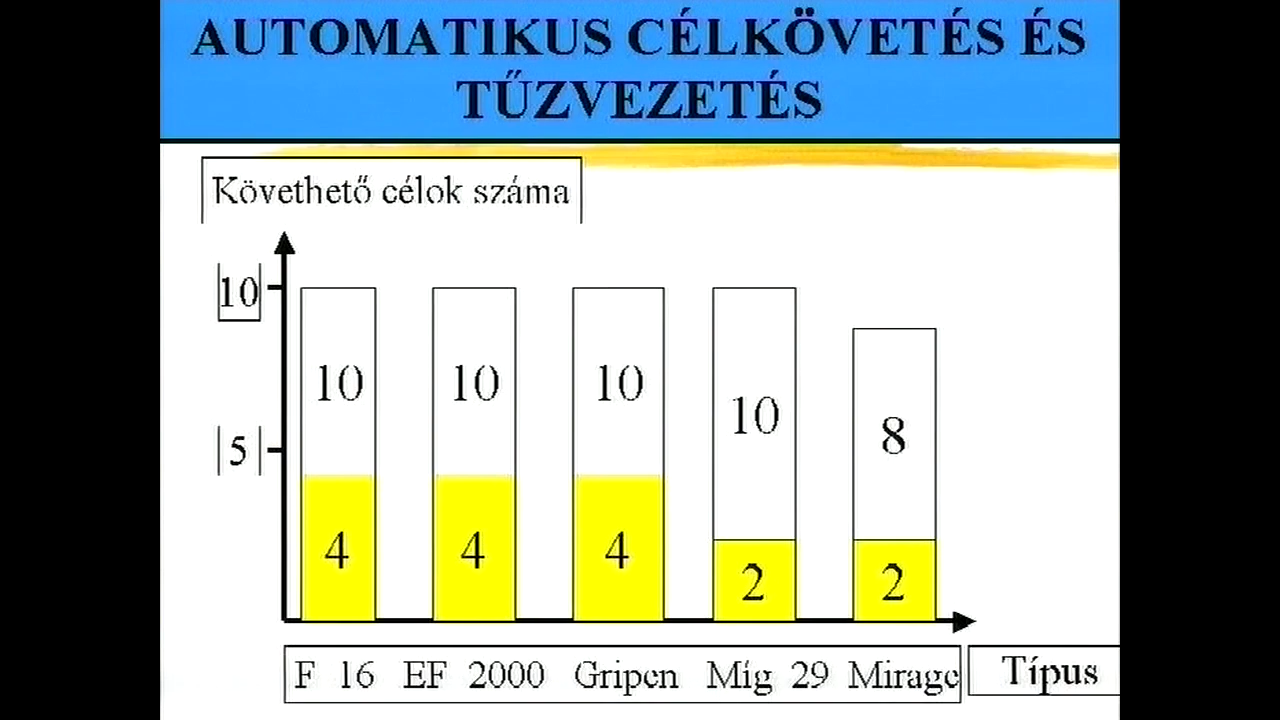 AUTOMATIKUS CÉLKÖVETÉS ÉS
TŰZVEZETÉS
Követhető célok száma
10
5
10 10 10 10 8
4 4 4 2 2
F 16 EF 2000 Gripen Míg 29 Mirage
Típus